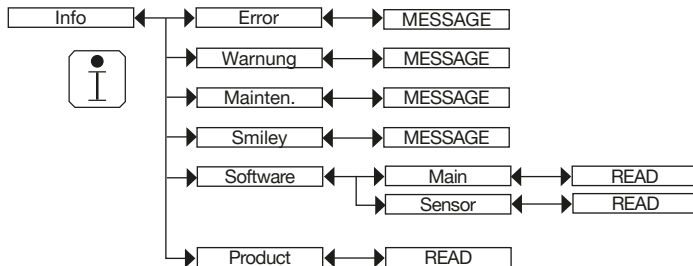 Info Error MESSAGE
Warnung MESSAGE
Mainten. MESSAGE
Smiley MESSAGE
Software Main READ
Sensor READ
Product READ